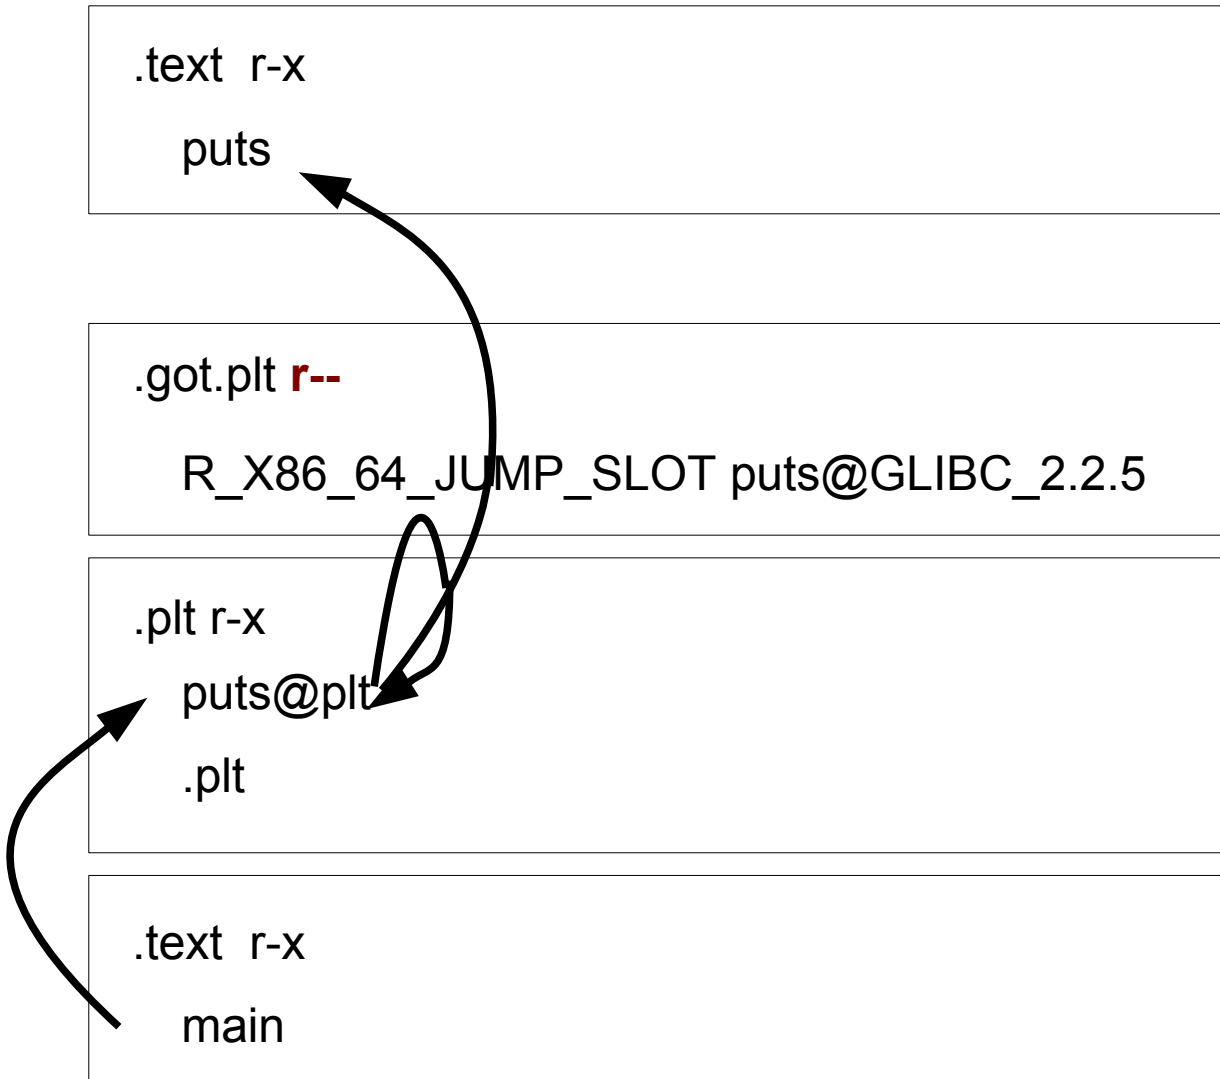 .text r-x
puts
.got.plt r--
R_X86_64_JUMP_SLOT puts@GLIBC_2.2.5
.plt r-x
puts@plt
.plt
.text r-x
main